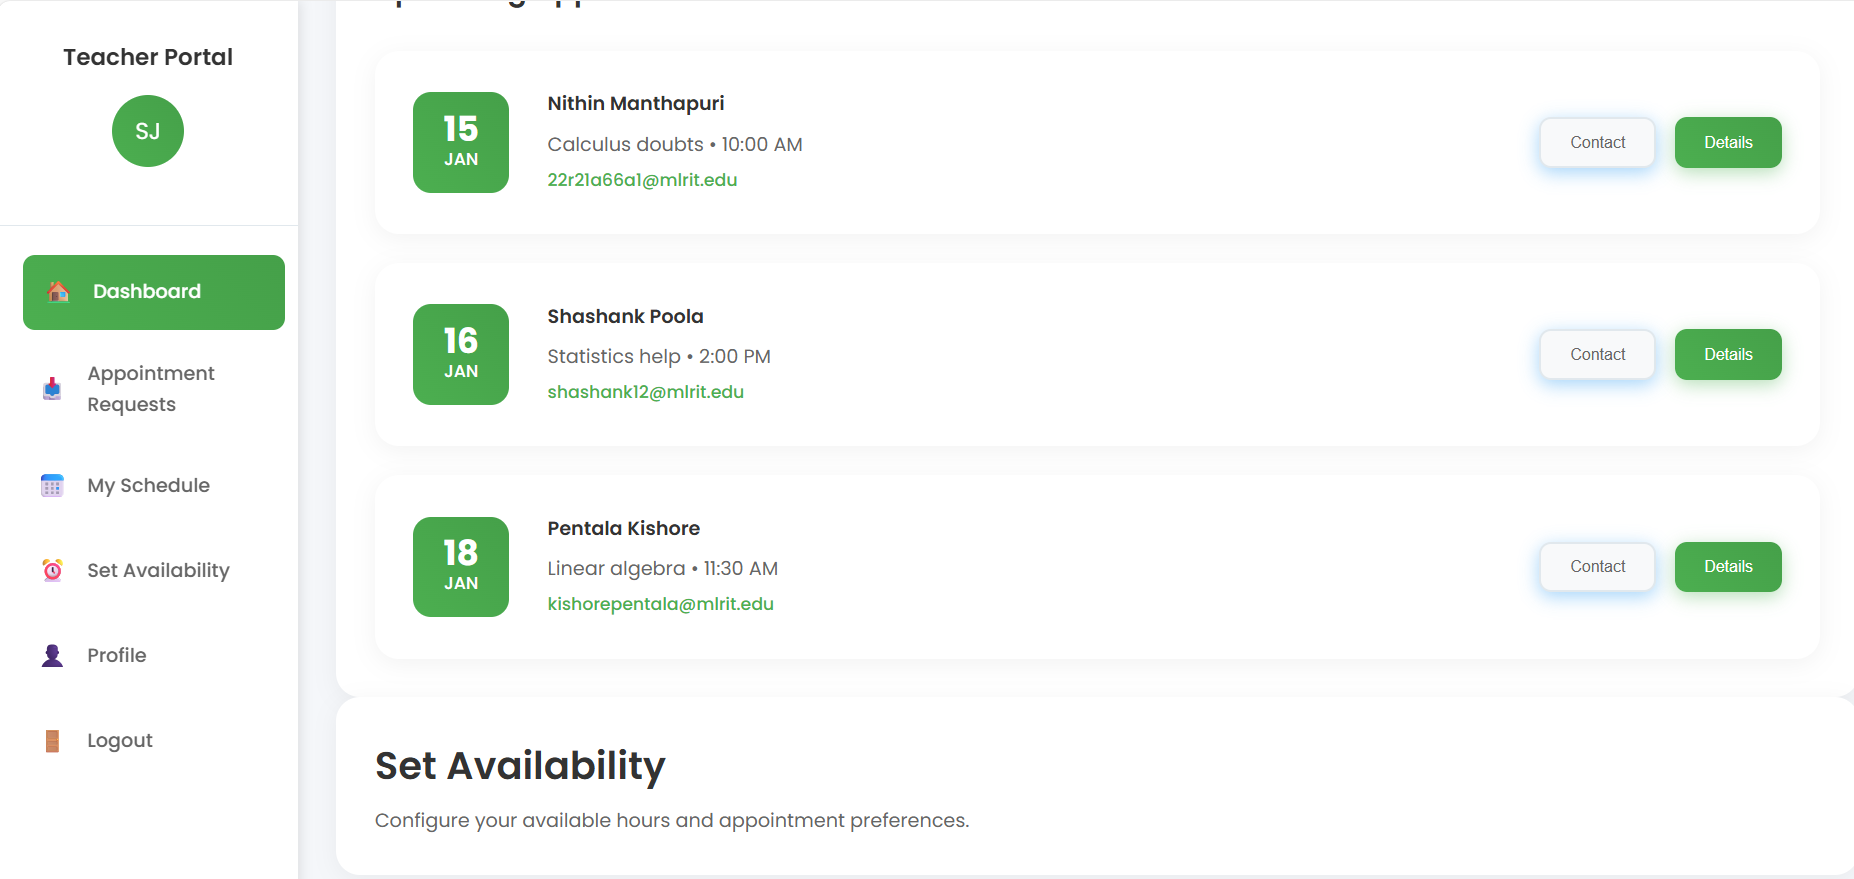 Teacher Portal
SJ
Dashboard
Appointment
Requests
My Schedule
Set Availability
Profile
Logout
15
JAN
Nithin Manthapuri
Calculus doubts • 10:00 AM
22r21a66a1@mlrit.edu
Contact
Details
16
JAN
Shashank Poola
Statistics help • 2:00 PM
shashank12@mlrit.edu
Contact
Details
18
JAN
Pentala Kishore
Linear algebra • 11:30 AM
kishorepentala@mlrit.edu
Contact
Details
Set Availability
Configure your available hours and appointment preferences.